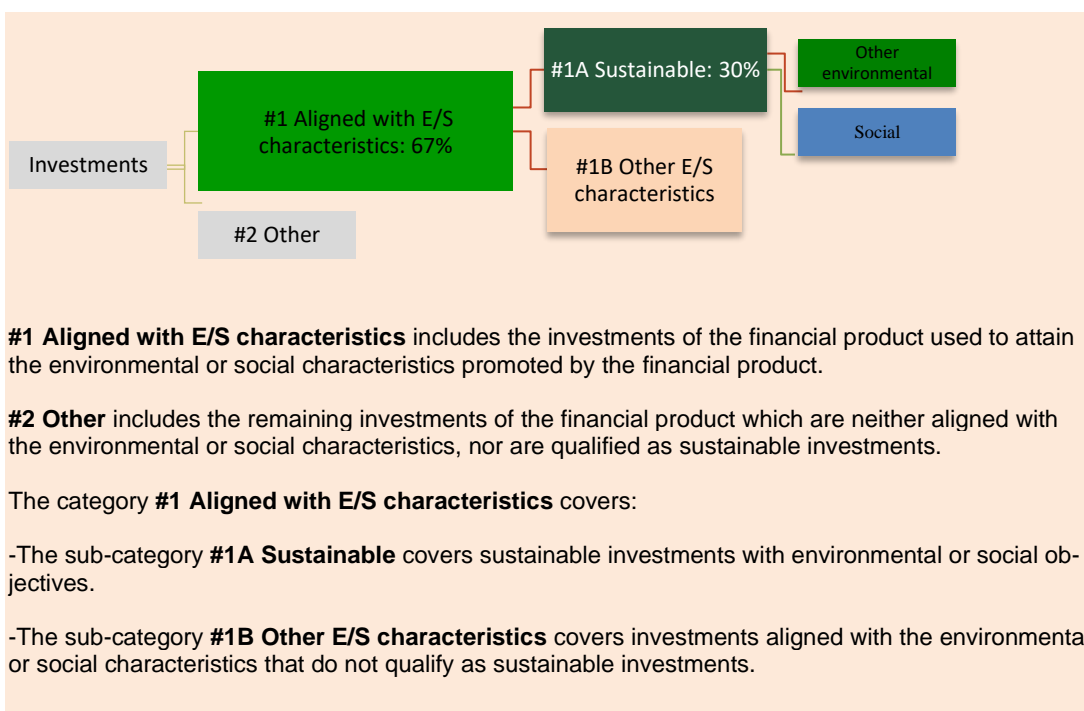 Investments
#1 Aligned with E/S
characteristics: 67%
#2 Other
#1A Sustainable: 30%
#1B Other E/S
characteristics
Other
environmental
Social
#1 Aligned with E/S characteristics includes the investments of the financial product used to attain
the environmental or social characteristics promoted by the financial product.
#2 Other includes the remaining investments of the financial product which are neither aligned with
the environmental or social characteristics, nor are qualified as sustainable investments.
The category #1 Aligned with E/S characteristics covers:
-The sub-category #1A Sustainable covers sustainable investments with environmental or social ob-
jectives.
-The sub-category #1B Other E/S characteristics covers investments aligned with the environmenta
or social characteristics that do not qualify as sustainable investments.